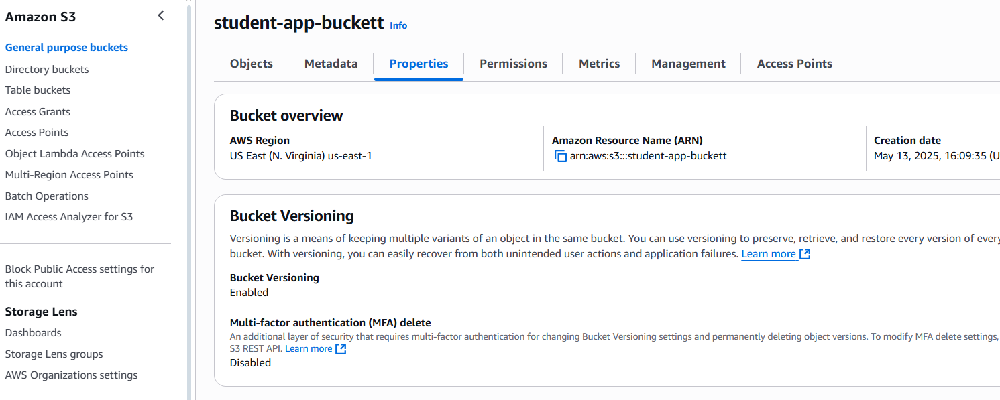 Amazon S3
General purpose buckets
Directory buckets
Table buckets
Access Grants
Access Points
Object Lambda Access Points
Multi-Region Access Points
Batch Operations
IAM Access Analyzer for S3
Block Public Access settings for
this account
Storage Lens
Dashboards
Storage Lens groups
AWS Organizations settings
student-app-buckett Info
Objects Metadata Properties Permissions Metrics Management Access Points
Bucket overview
AWS Region
US East (N. Virginia) us-east-1
Amazon Resource Name (ARN)
arn:aws:s3:::student-app-buckett
Creation date
May 13, 2025, 16:09:35 (U
Bucket Versioning
Versioning is a means of keeping multiple variants of an object in the same bucket. You can use versioning to preserve, retrieve, and restore every version of every
bucket. With versioning, you can easily recover from both unintended user actions and application failures. Learn more
Bucket Versioning
Enabled
Multi-factor authentication (MFA) delete
An additional layer of security that requires multi-factor authentication for changing Bucket Versioning settings and permanently deleting object versions. To modify MFA delete settings,
S3 REST API. Learn more
Disabled